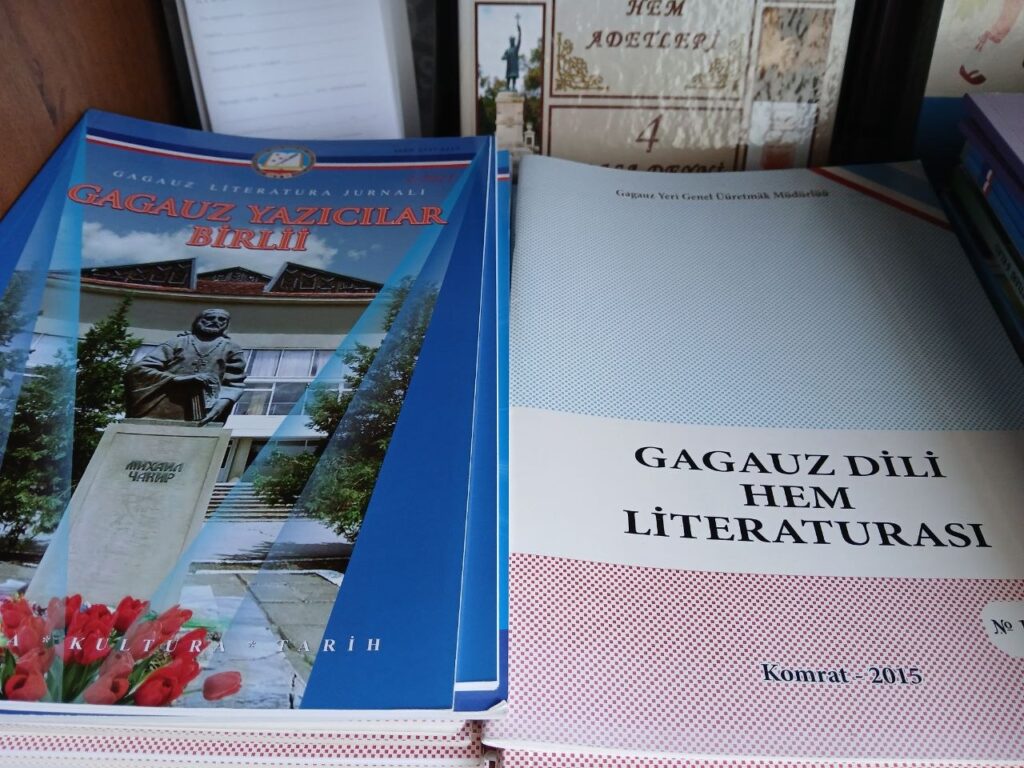 HEM
ADETLERİ
4
GAGAUZ LİTERATURA JURNALI
GAGAUZ YAZICILAR
BİRLİİ
МИХАИЛ
ЧАКИР
* KULTURA * TARİH
Gagauz Yeri Genel Üüretmäk Müdürlüü
GAGAUZ DİLİ
HEM
LİTERATURASI
№
Komrat - 2015